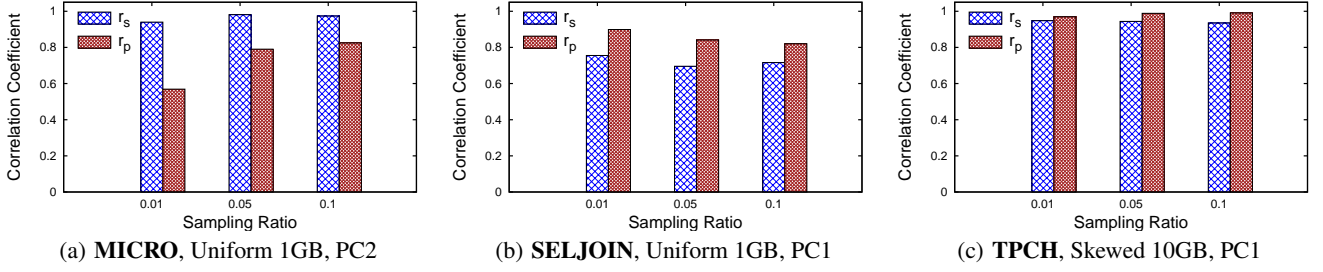 Correlation Coefficient
1
0.8
0.6
0.4
0.2
0
r_s
r_p
0.01
0.05
0.1
Sampling Ratio
(a) MICRO, Uniform 1GB, PC2
Correlation Coefficient
1
0.8
0.6
0.4
0.2
0
r_s
r_p
0.01
0.05
0.1
Sampling Ratio
(b) SELJOIN, Uniform 1GB, PC1
Correlation Coefficient
1
0.8
0.6
0.4
0.2
0
r_s
r_p
0.01
0.05
0.1
Sampling Ratio
(c) TPCH, Skewed 10GB, PC1